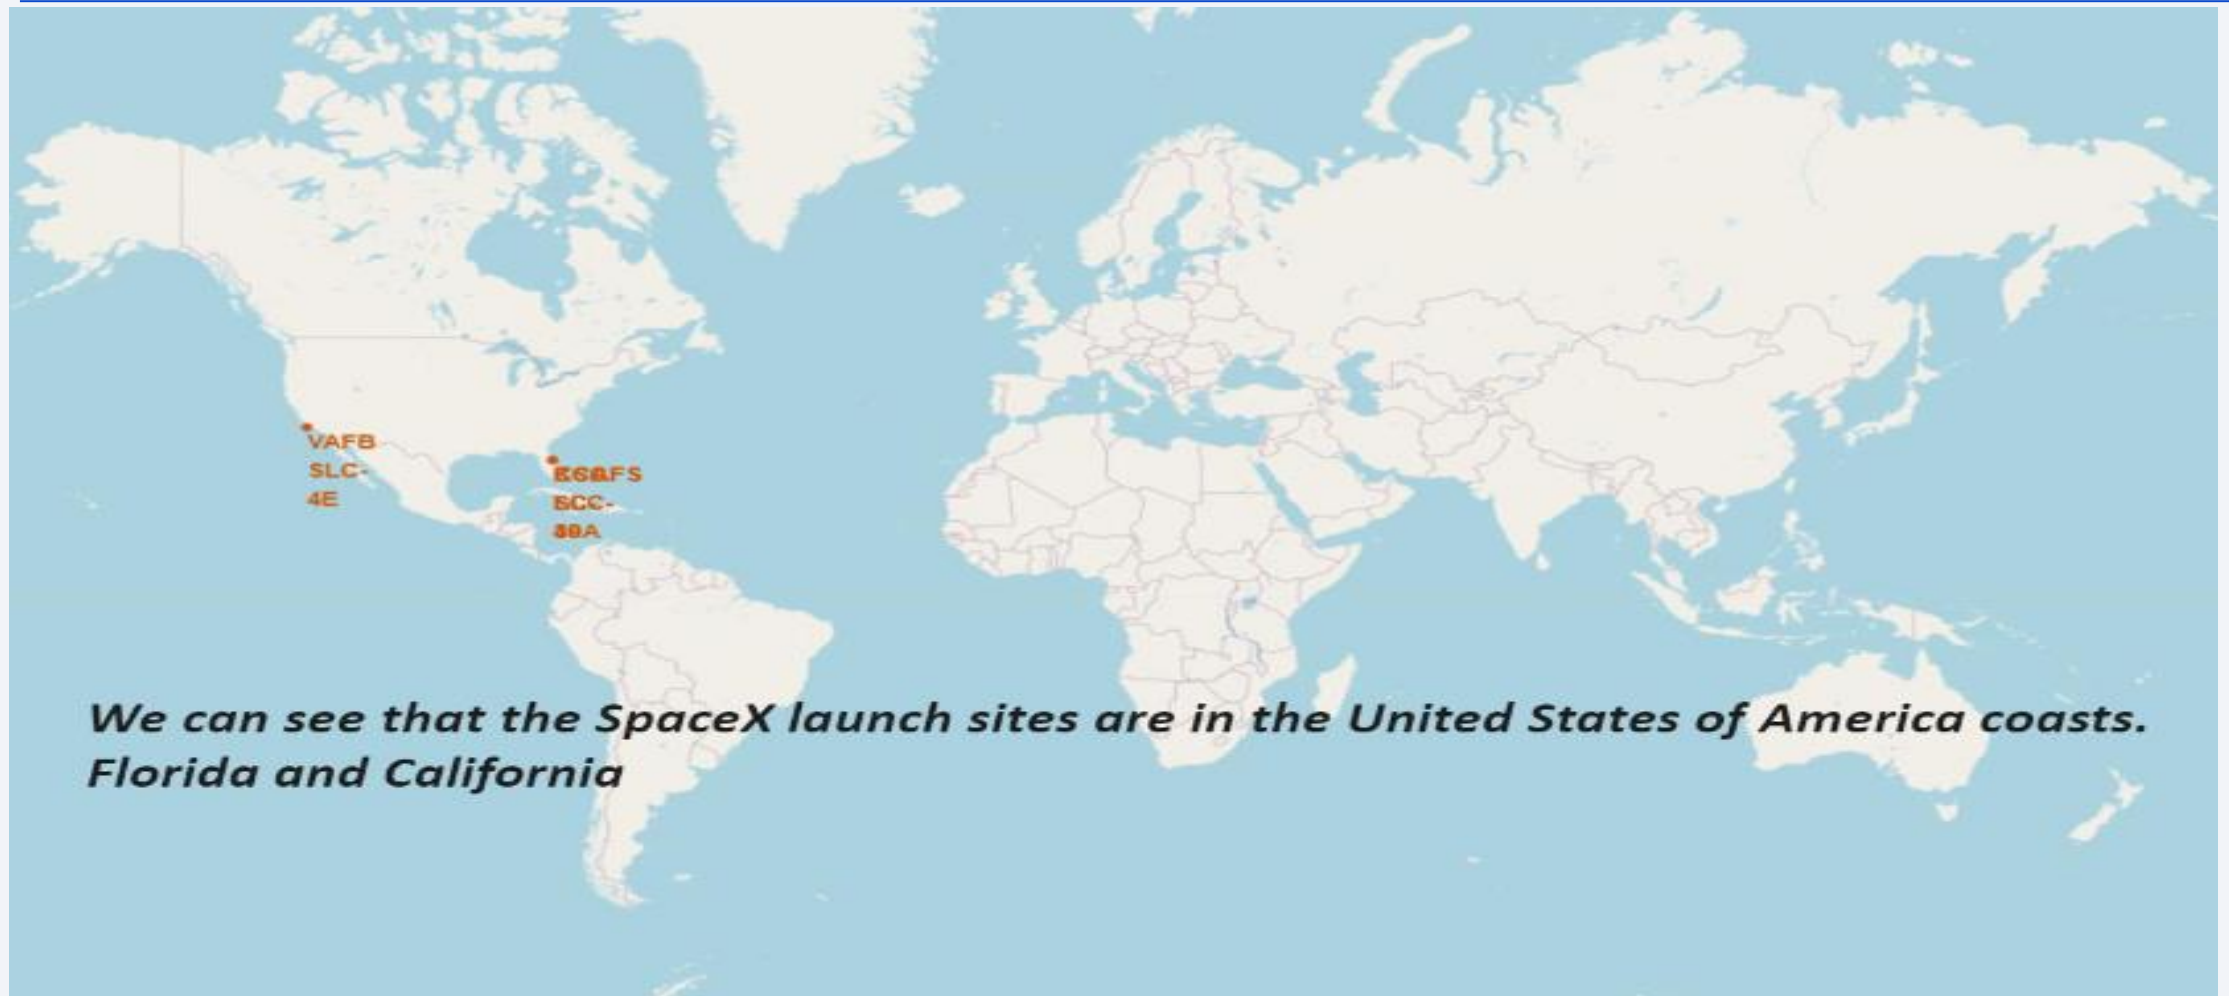 VAFB
SLC-
4E
We can see that the SpaceX launch sites are in the United States of America coasts.
Florida and California